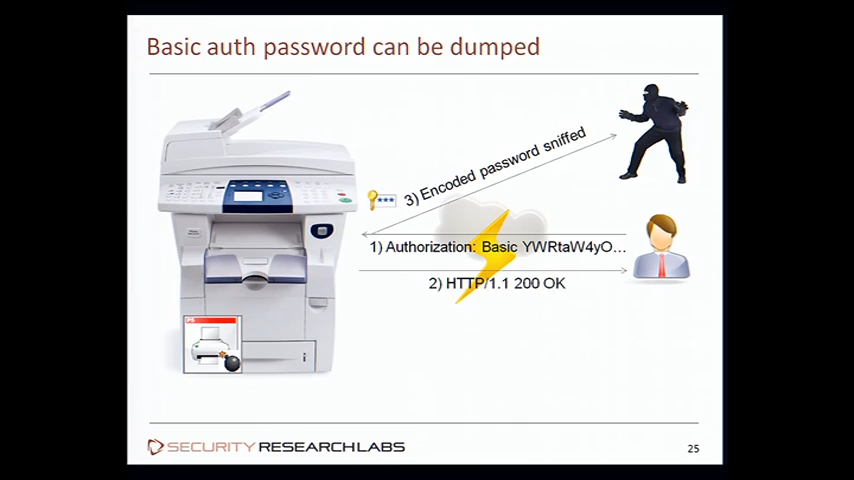 Basic auth password can be dumped
3) Encoded password sniffed
***
1) Authorization: Basic YWRtaW4yO...
2) HTTP/1.1 200 OK
PS
SECURITY RESEARCH LABS
25